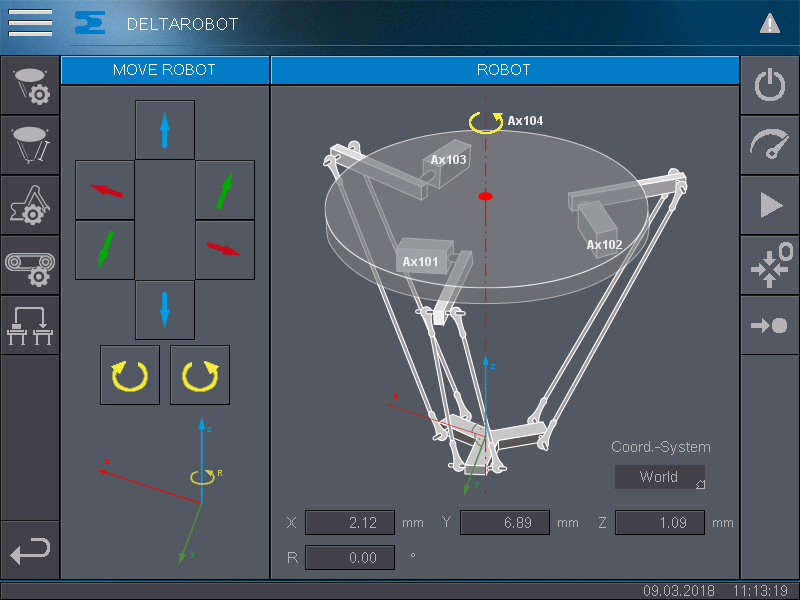 DELTAROBOT
MOVE ROBOT
ROBOT
Ax104
Ax103
Ax102
Ax101
z
x
y
z
x
R
y
0
Coord.-System
World
X 2.12 mm Y 6.89 mm Z 1.09 mm
R 0.00 °
09.03.2018 11:13:19